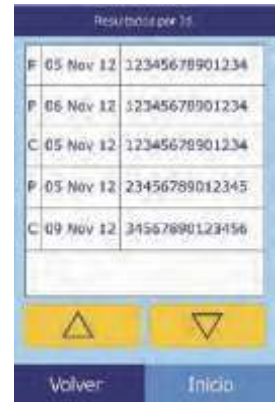 Resultados por Id.
P 05 Nov 12 12345678901234
P 06 Nov 12 12345678901234
C 05 Nov 12 12345678901234
P 05 Nov 12 23456789012345
C 09 Nov 12 34567890123456
Volver Inicio